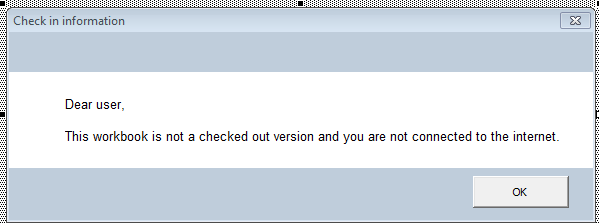 Check in information
Dear user,
This workbook is not a checked out version and you are not connected to the internet.
OK